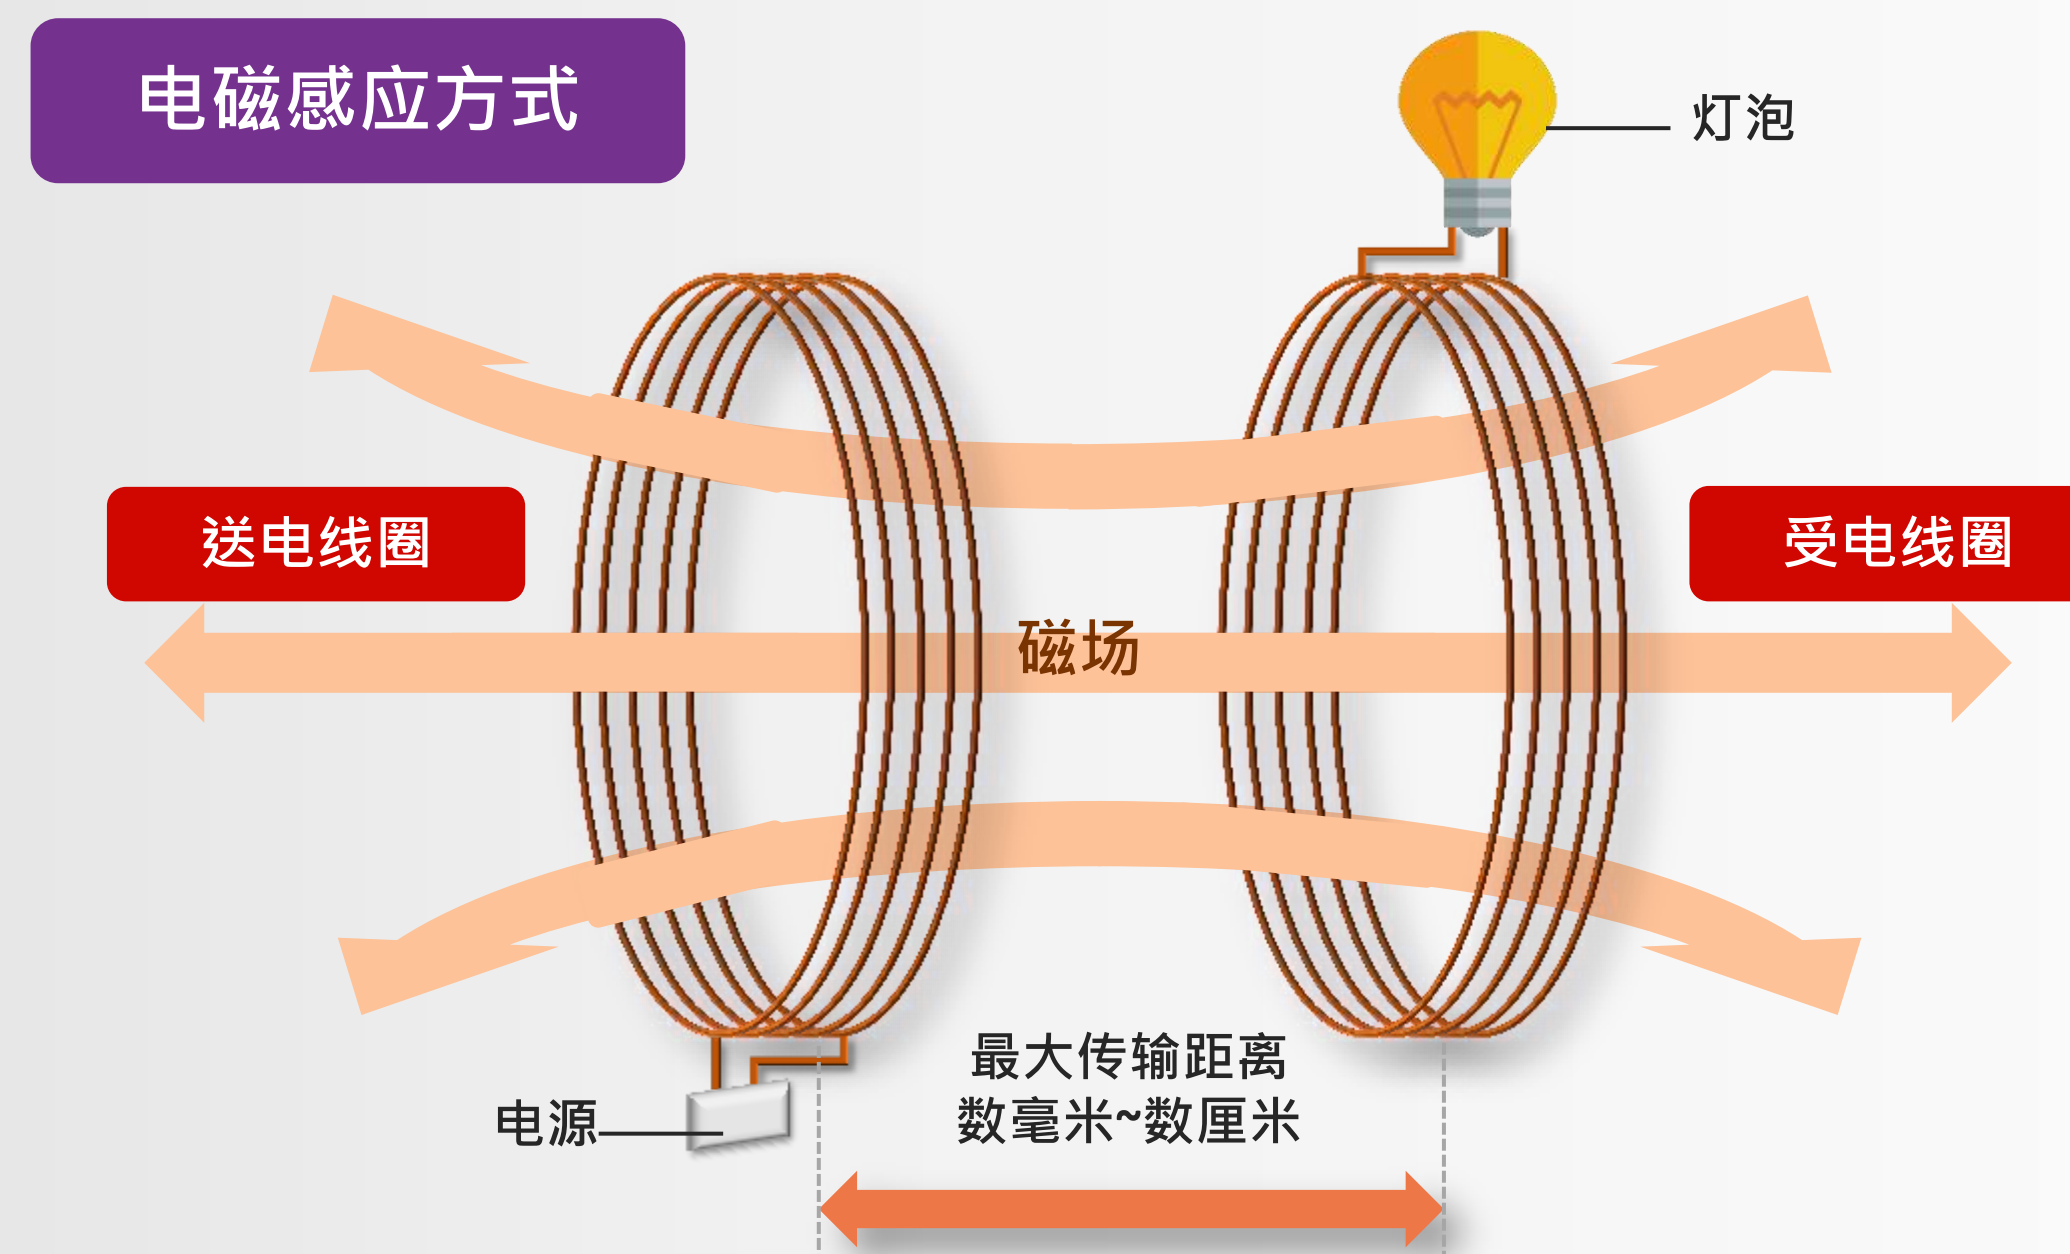 电磁感应方式
灯泡
送电线圈
受电线圈
磁场
最大传输距离
数毫米~数厘米
电源